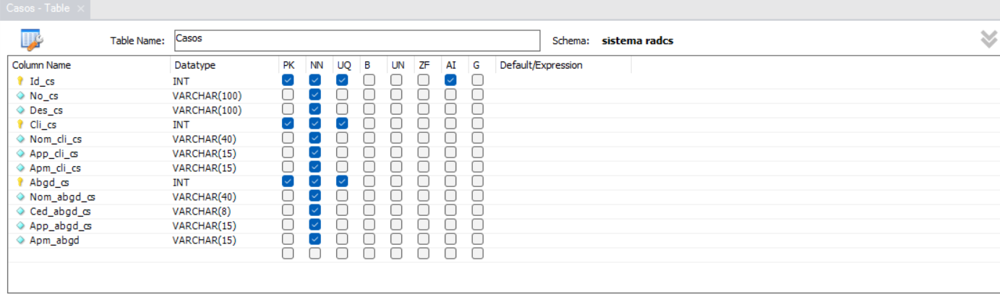 Casos - Table ×
Table Name: Casos Schema: sistema radcs
Column Name Datatype PK NN UQ B UN ZF AI G Default/Expression
Id_cs INT
No_cs VARCHAR(100)
Des_cs VARCHAR(100)
Cli_cs INT
Nom_cli_cs VARCHAR(40)
App_cli_cs VARCHAR(15)
Apm_cli_cs VARCHAR(15)
Abgd_cs INT
Nom_abgd_cs VARCHAR(40)
Ced_abgd_cs VARCHAR(8)
App_abgd_cs VARCHAR(15)
Apm_abgd VARCHAR(15)